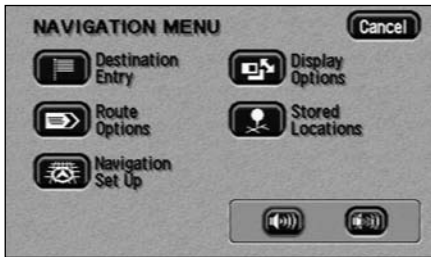 NAVIGATION MENU
Cancel
Destination
Entry
Display
Options
Route
Options
Stored
Locations
Navigation
Set Up